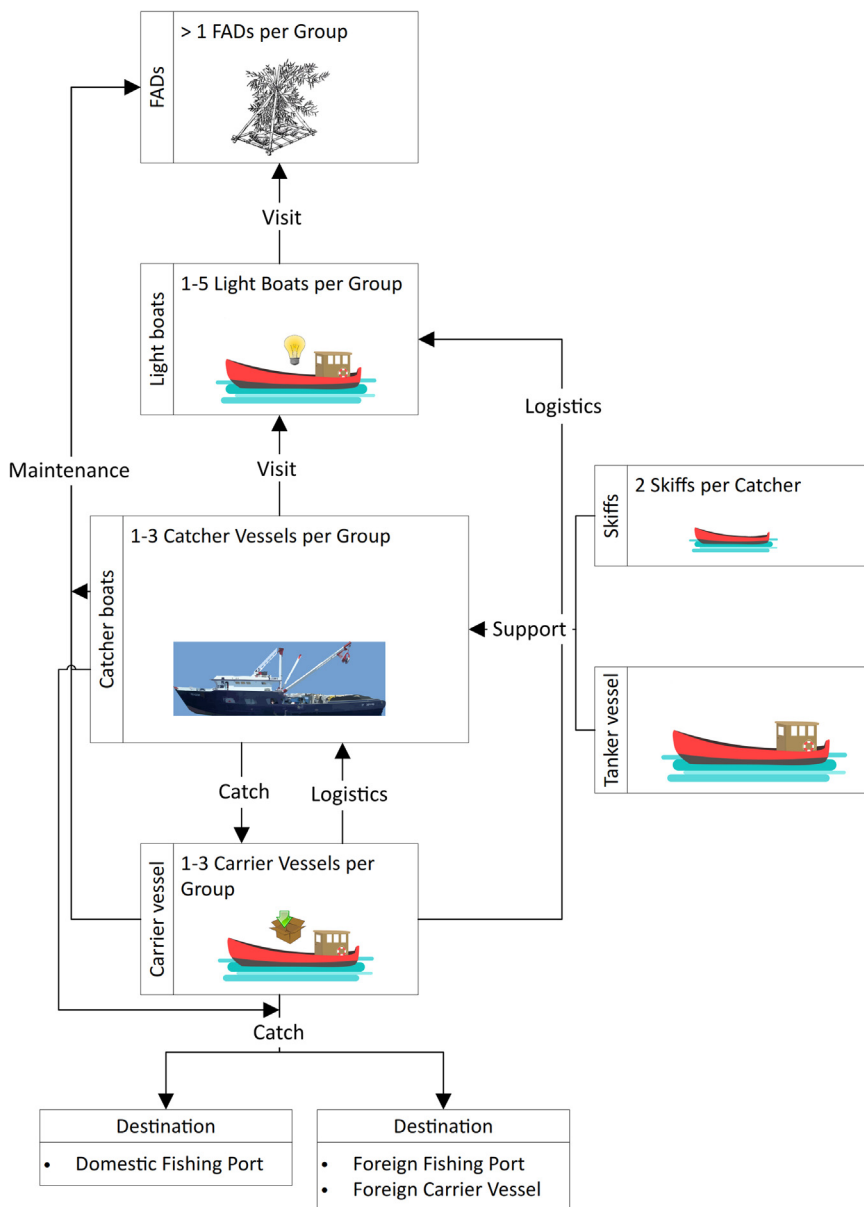 > 1 FADs per Group
FADs
Visit
1-5 Light Boats per Group
Light boats
Logistics
Maintenance
Visit
2 Skiffs per Catcher
Skiffs
1-3 Catcher Vessels per Group
Catcher boats
Support
Tanker vessel
Catch
Logistics
1-3 Carrier Vessels per
Group
Carrier vessel
Catch
Destination
• Domestic Fishing Port
Destination
• Foreign Fishing Port
• Foreign Carrier Vessel